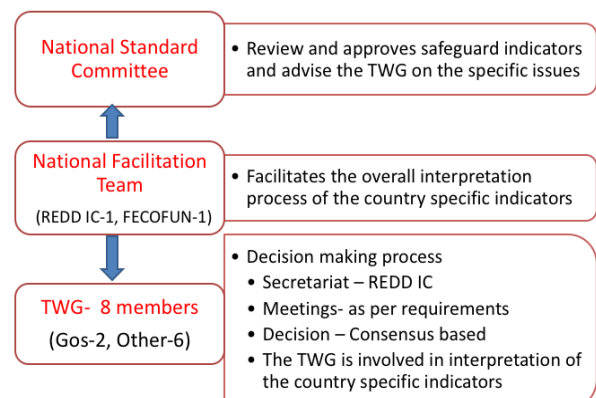 National Standard
Committee
• Review and approves safeguard indicators
and advise the TWG on the specific issues
National Facilitation
Team
(REDD IC-1, FECOFUN-1)
• Facilitates the overall interpretation
process of the country specific indicators
TWG- 8 members
(Gos-2, Other-6)
• Decision making process
• Secretariat – REDD IC
• Meetings- as per requirements
• Decision – Consensus based
• The TWG is involved in interpretation of
the country specific indicators